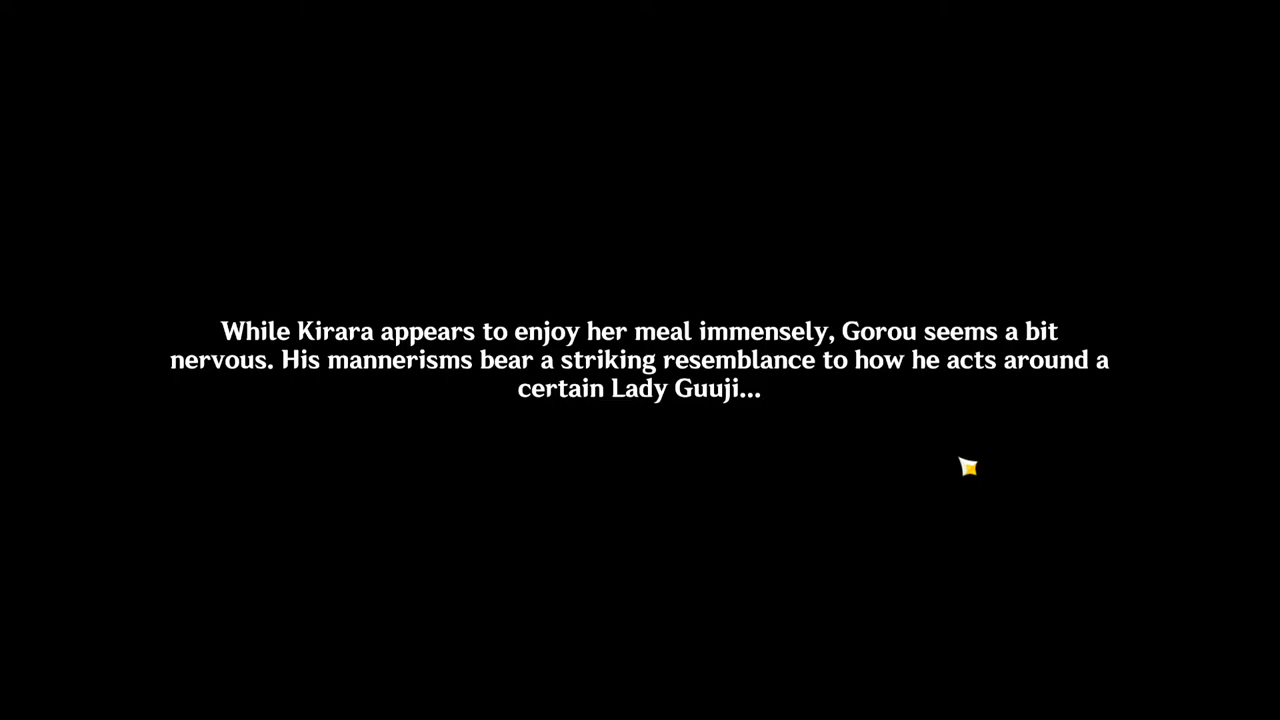 While Kirara appears to enjoy her meal immensely, Gorou seems a bit
nervous. His mannerisms bear a striking resemblance to how he acts around a
certain Lady Guuji...